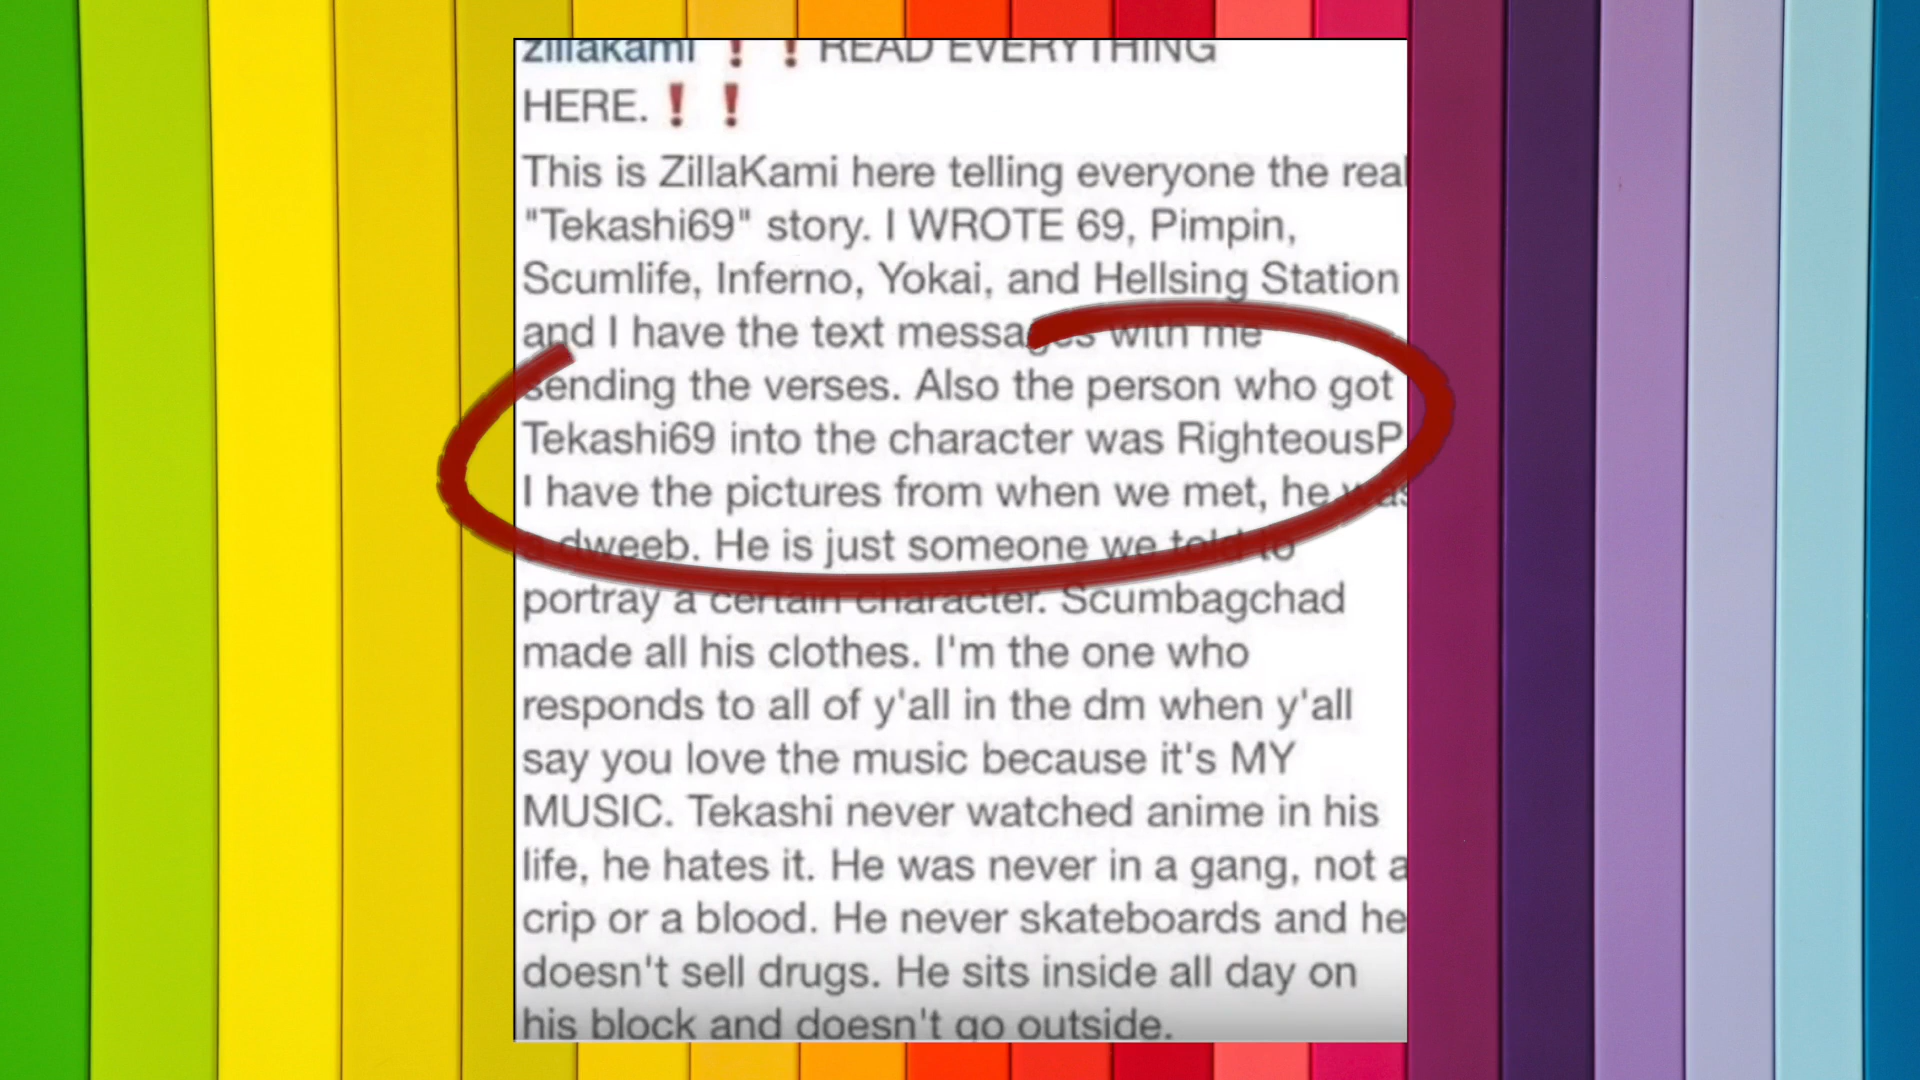 zillakami ❗❗ READ EVERYTHING
HERE.❗❗
This is ZillaKami here telling everyone the real
"Tekashi69" story. I WROTE 69, Pimpin,
Scumlife, Inferno, Yokai, and Hellsing Station
and I have the text messages with me
sending the verses. Also the person who got
Tekashi69 into the character was RighteousP
I have the pictures from when we met, he was
a dweeb. He is just someone we told to
portray a certain character. Scumbagchad
made all his clothes. I'm the one who
responds to all of y'all in the dm when y'all
say you love the music because it's MY
MUSIC. Tekashi never watched anime in his
life, he hates it. He was never in a gang, not a
crip or a blood. He never skateboards and he
doesn't sell drugs. He sits inside all day on
his block and doesn't go outside.